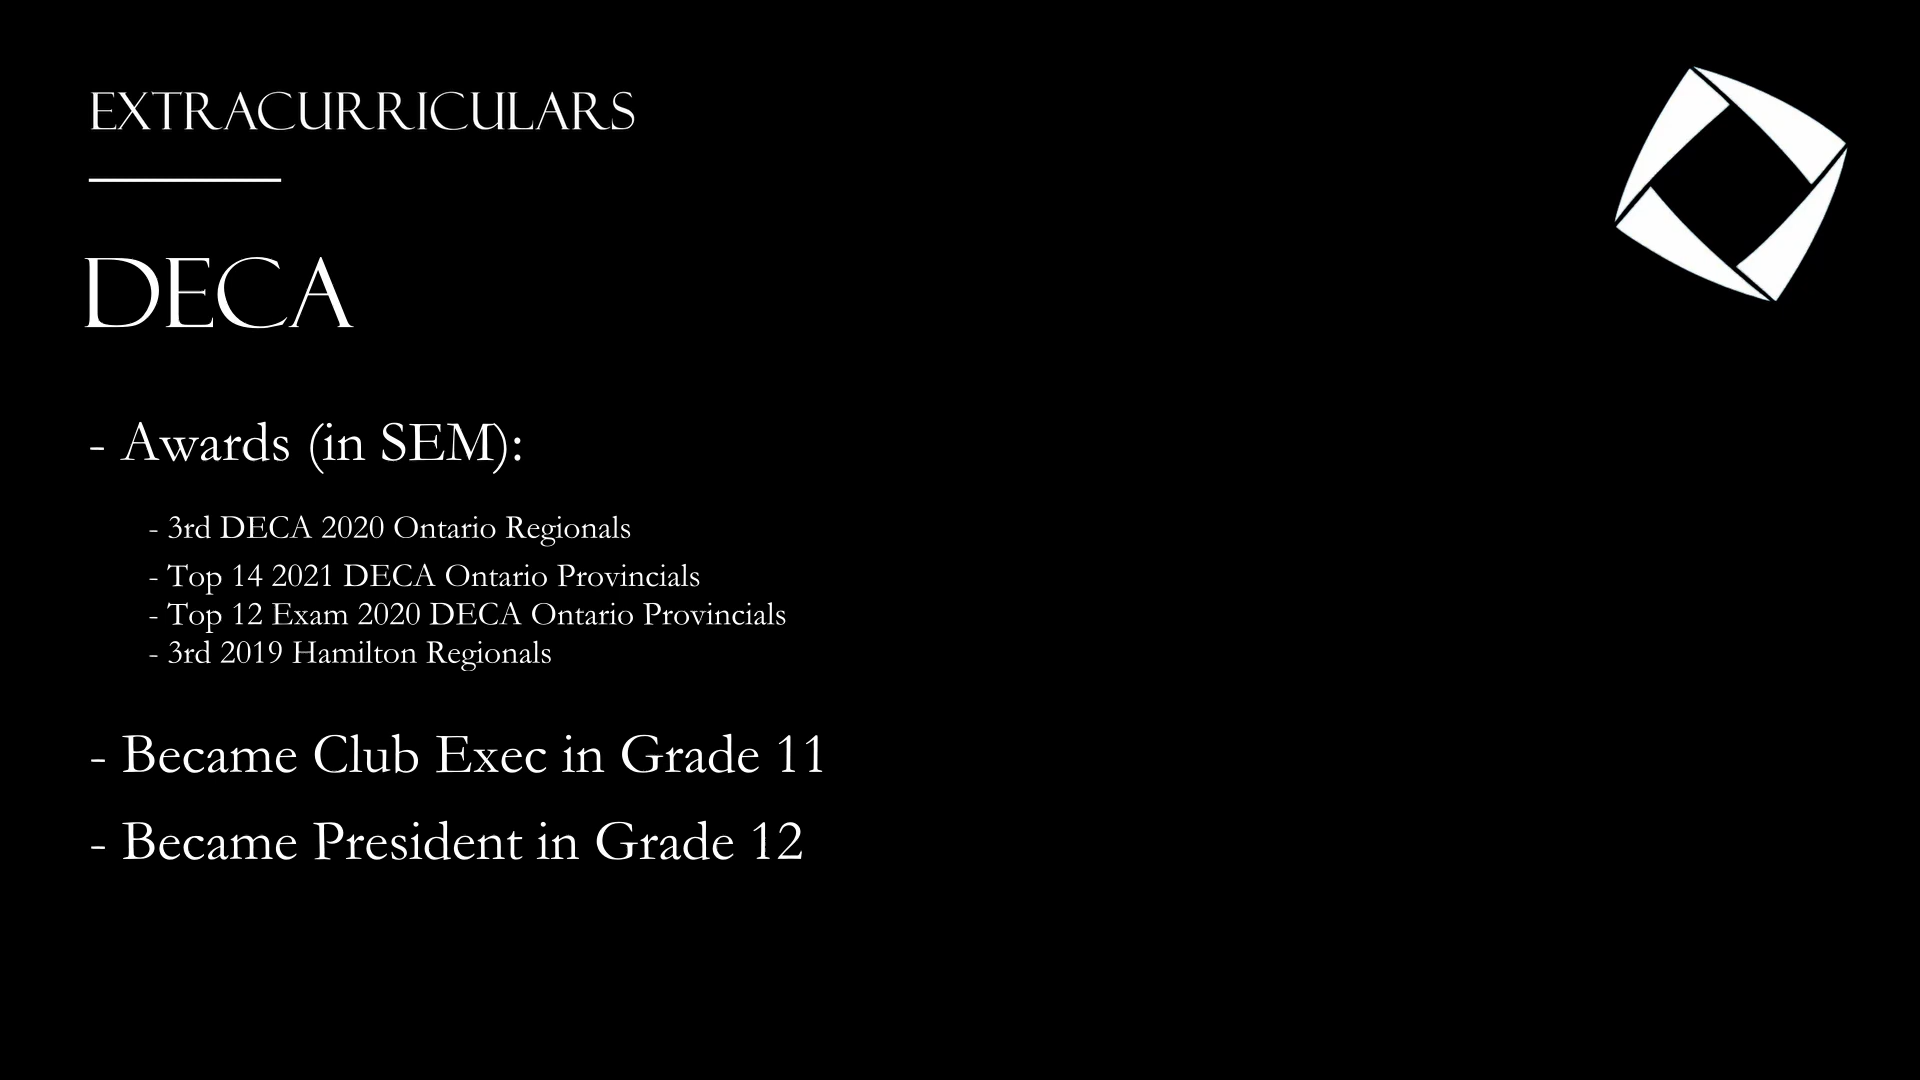 EXTRACURRICULARS
DECA
- Awards (in SEM):
- 3rd DECA 2020 Ontario Regionals
- Top 14 2021 DECA Ontario Provincials
- Top 12 Exam 2020 DECA Ontario Provincials
- 3rd 2019 Hamilton Regionals
- Became Club Exec in Grade 11
- Became President in Grade 12